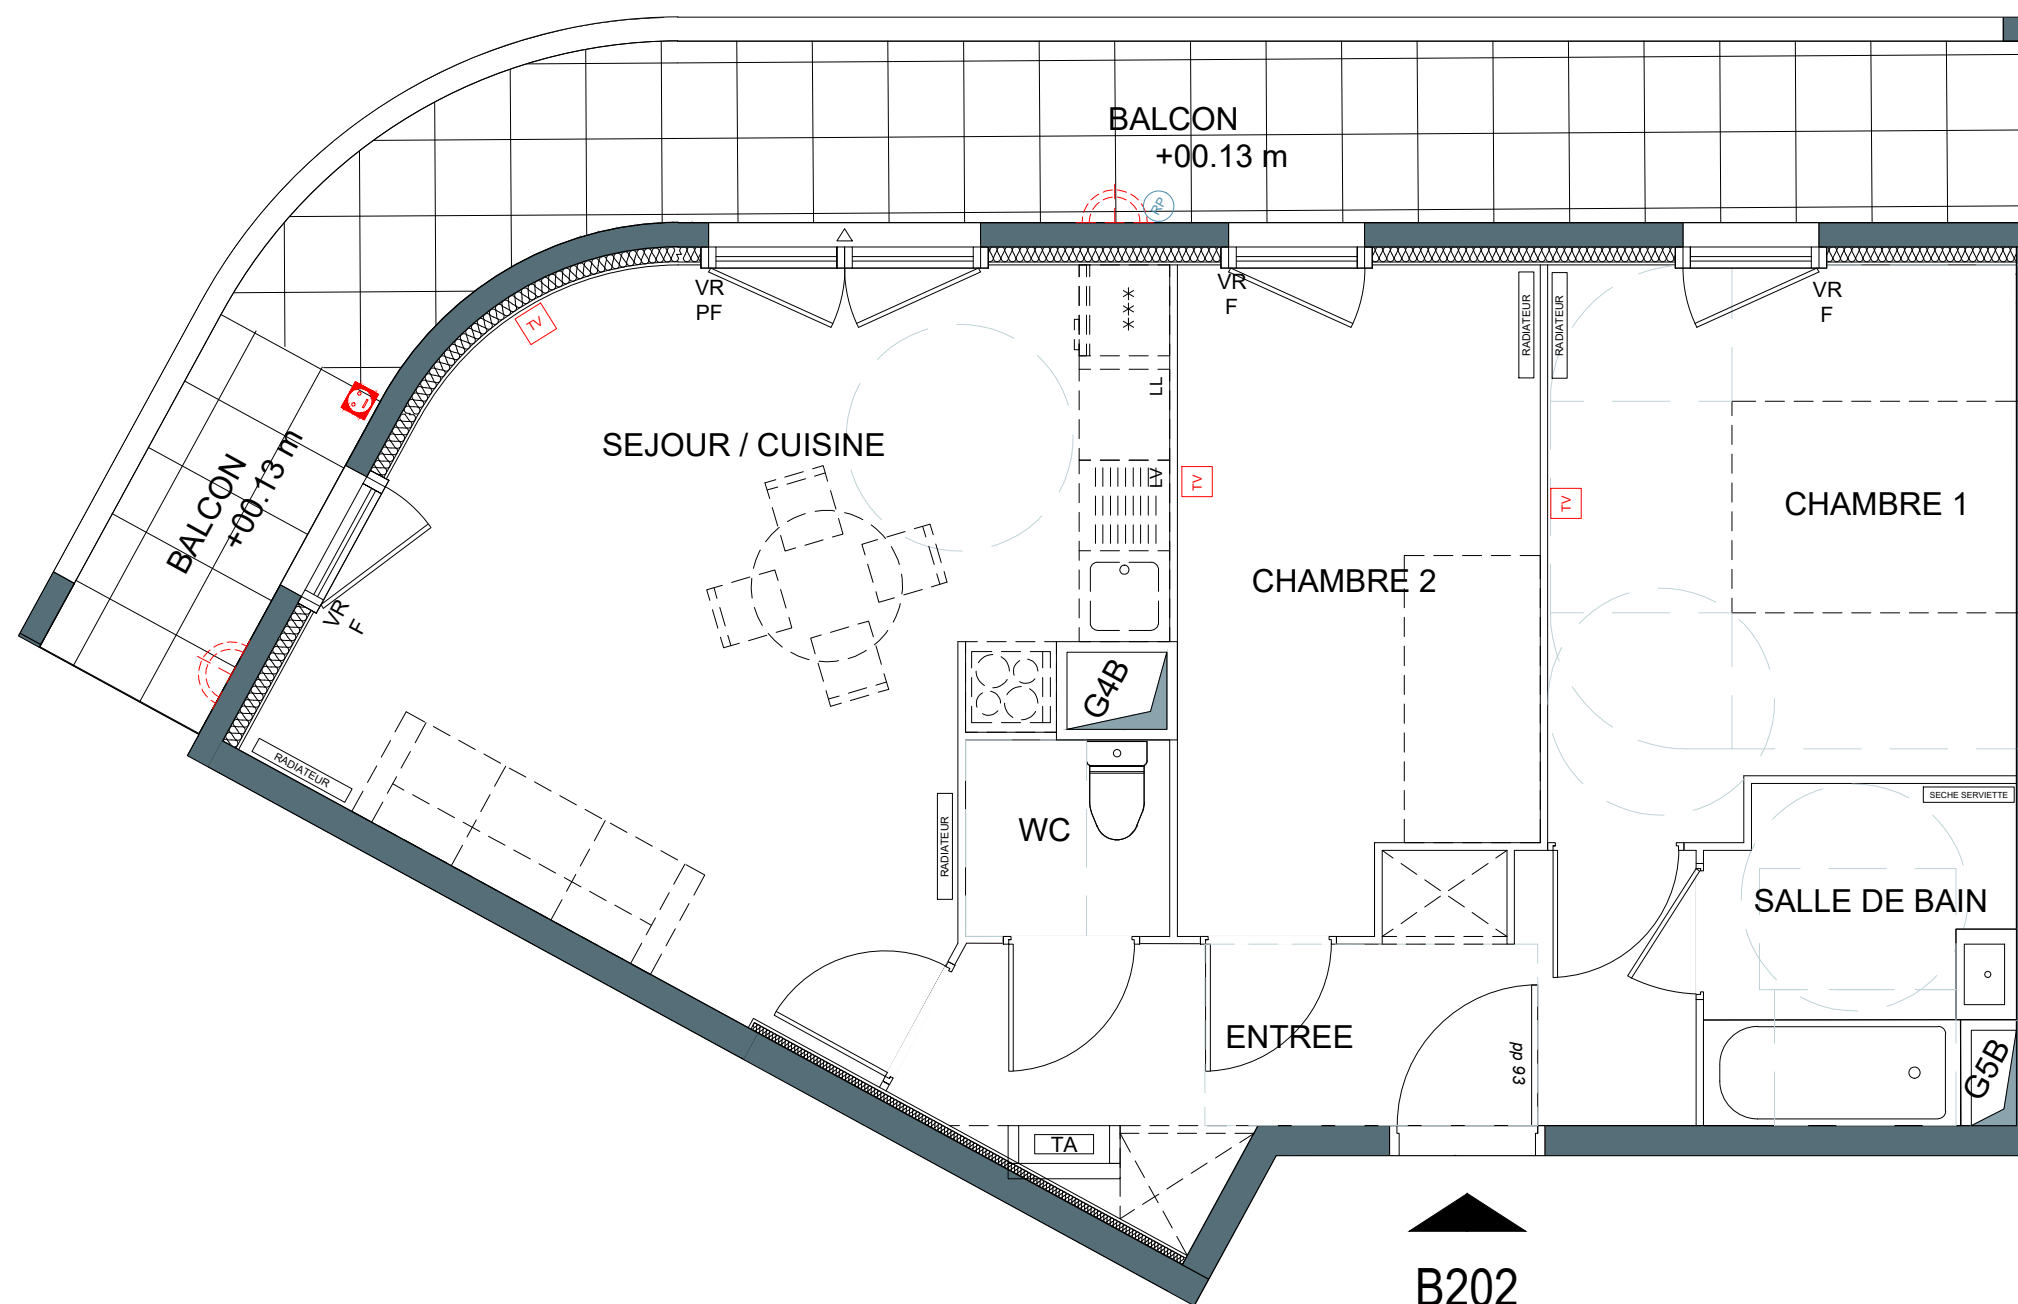 BALCON
+00.13 m
RP
VR
PF
VR
F
VR
F
TV
RADIATEUR
RADIATEUR
LL
SEJOUR / CUISINE
LV
TV
TV
CHAMBRE 1
BALCON
+00.13 m
CHAMBRE 2
VR
F
G4B
RADIATEUR
SECHE SERVIETTE
WC
RADIATEUR
SALLE DE BAIN
ENTREE
pp 93
G5B
TA
B202